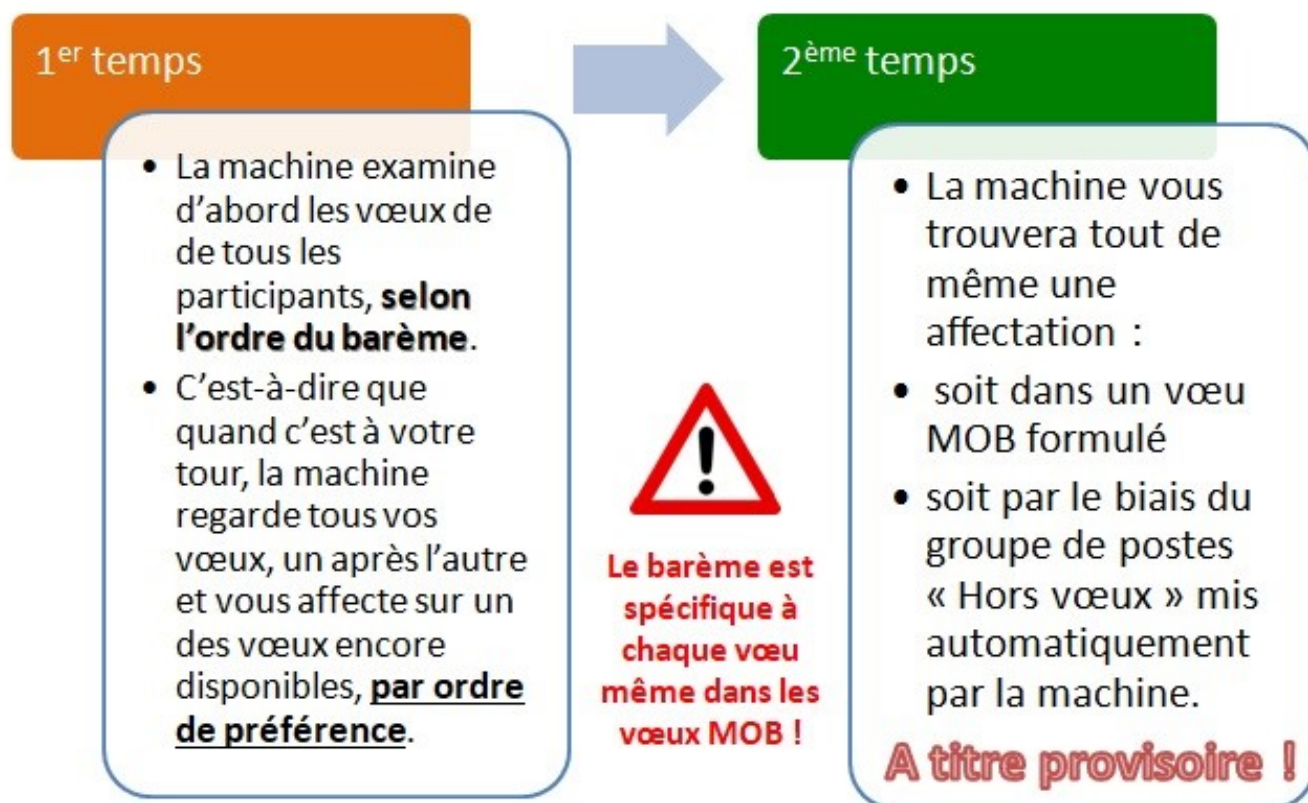 1er temps
• La machine examine
d'abord les vœux de
de tous les
participants, selon
l'ordre du barème.
• C'est-à-dire que
quand c'est à votre
tour, la machine
regarde tous vos
vœux, un après l'autre
et vous affecte sur un
des vœux encore
disponibles, par ordre
de préférence.
Le barème est
spécifique à
chaque vœu
même dans les
vœux MOB !
2ème temps
• La machine vous
trouvera tout de
même une
affectation :
• soit dans un vœu
MOB formulé
• soit par le biais du
groupe de postes
« Hors vœux » mis
automatiquement
par la machine.
A titre provisoire !